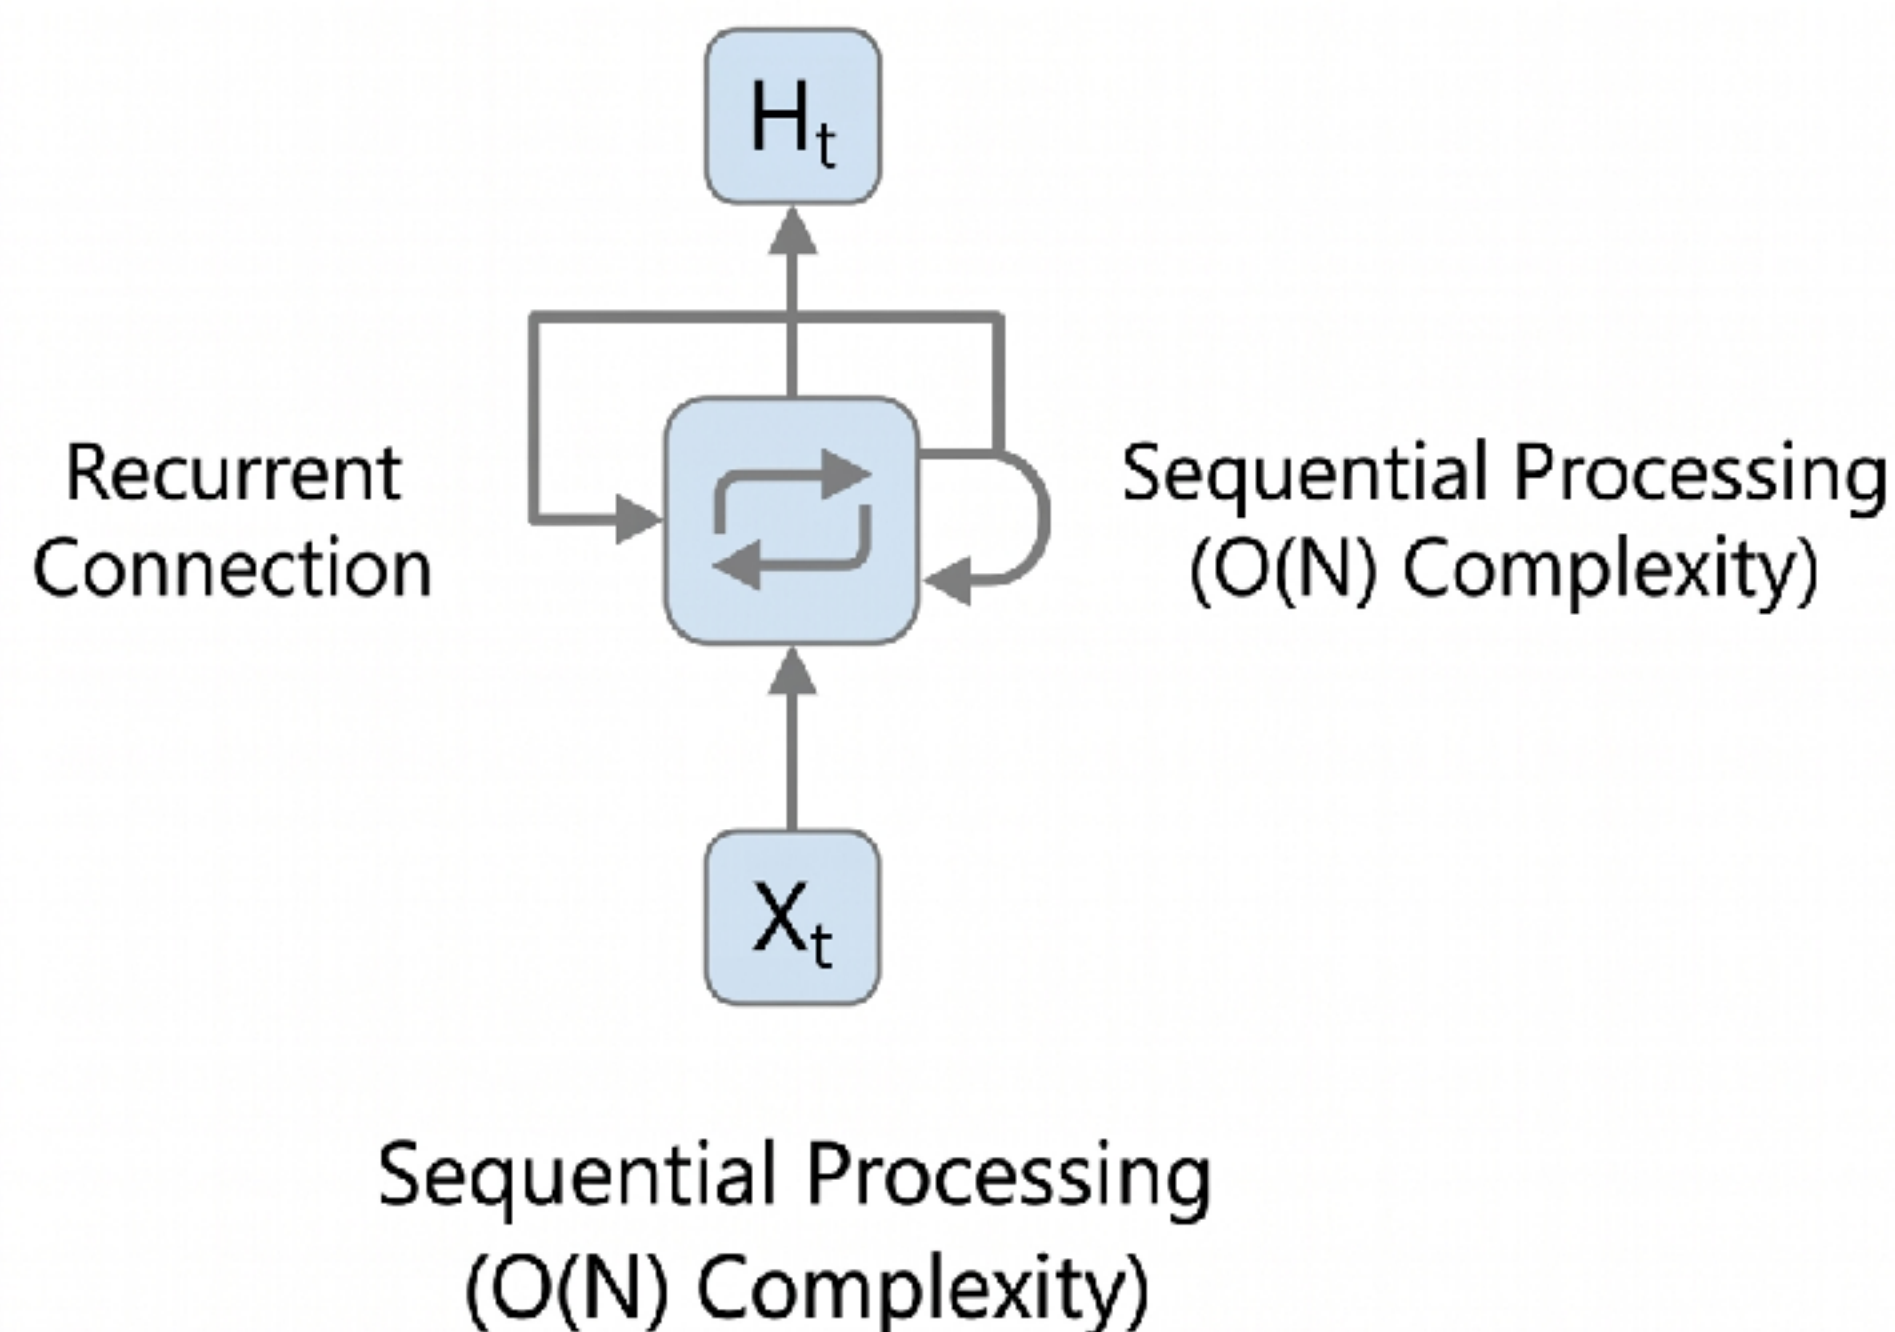 Hₜ
Recurrent
Connection
Sequential Processing
(O(N) Complexity)
Xₜ
Sequential Processing
(O(N) Complexity)